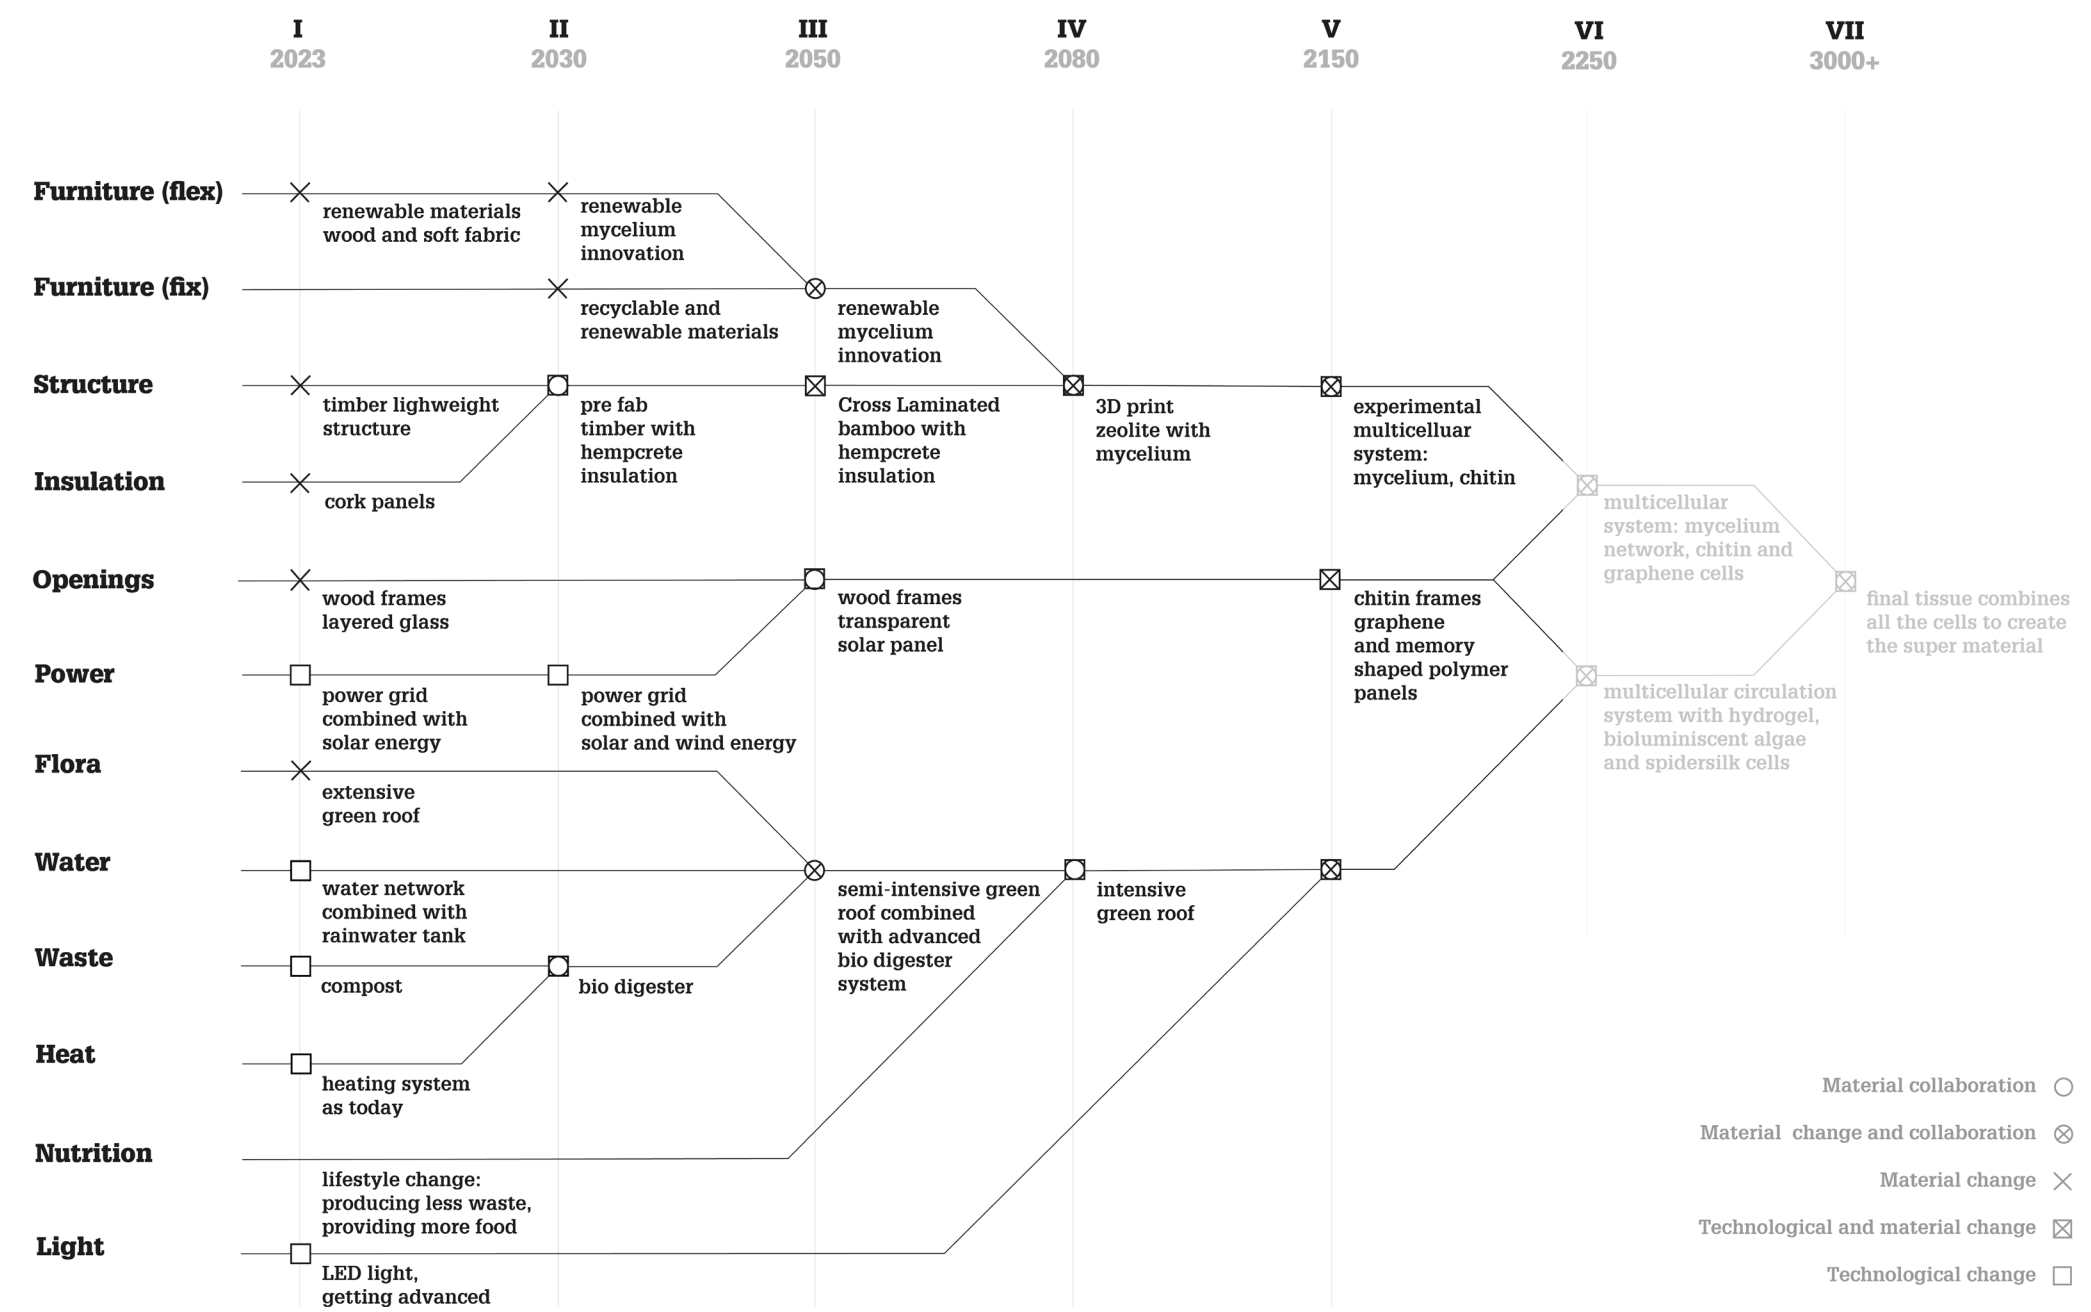 I
II
III
IV
V
VI
VII
2023
2030
2050
2080
2150
2250
3000+
Furniture (flex)
renewable materials
wood and soft fabric
renewable
mycelium
innovation
Furniture (fix)
recyclable and
renewable materials
renewable
mycelium
innovation
Structure
timber lighweight
structure
pre fab
timber with
hempcrete
insulation
Cross Laminated
bamboo with
hempcrete
insulation
3D print
zeolite with
mycelium
experimental
multicelluar
system:
mycelium, chitin
Insulation
cork panels
multicellular
system: mycelium
network, chitin and
graphene cells
Openings
wood frames
layered glass
wood frames
transparent
solar panel
chitin frames
graphene
and memory
shaped polymer
panels
final tissue combines
all the cells to create
the super material
Power
power grid
combined with
solar energy
power grid
combined with
solar and wind energy
multicellular circulation
system with hydrogel,
bioluminiscent algae
and spidersilk cells
Flora
extensive
green roof
Water
water network
combined with
rainwater tank
semi-intensive green
roof combined
with advanced
bio digester
system
intensive
green roof
Waste
compost
bio digester
Heat
heating system
as today
Nutrition
lifestyle change:
producing less waste,
providing more food
Light
LED light,
getting advanced
Material collaboration
Material change and collaboration
Material change
Technological and material change
Technological change